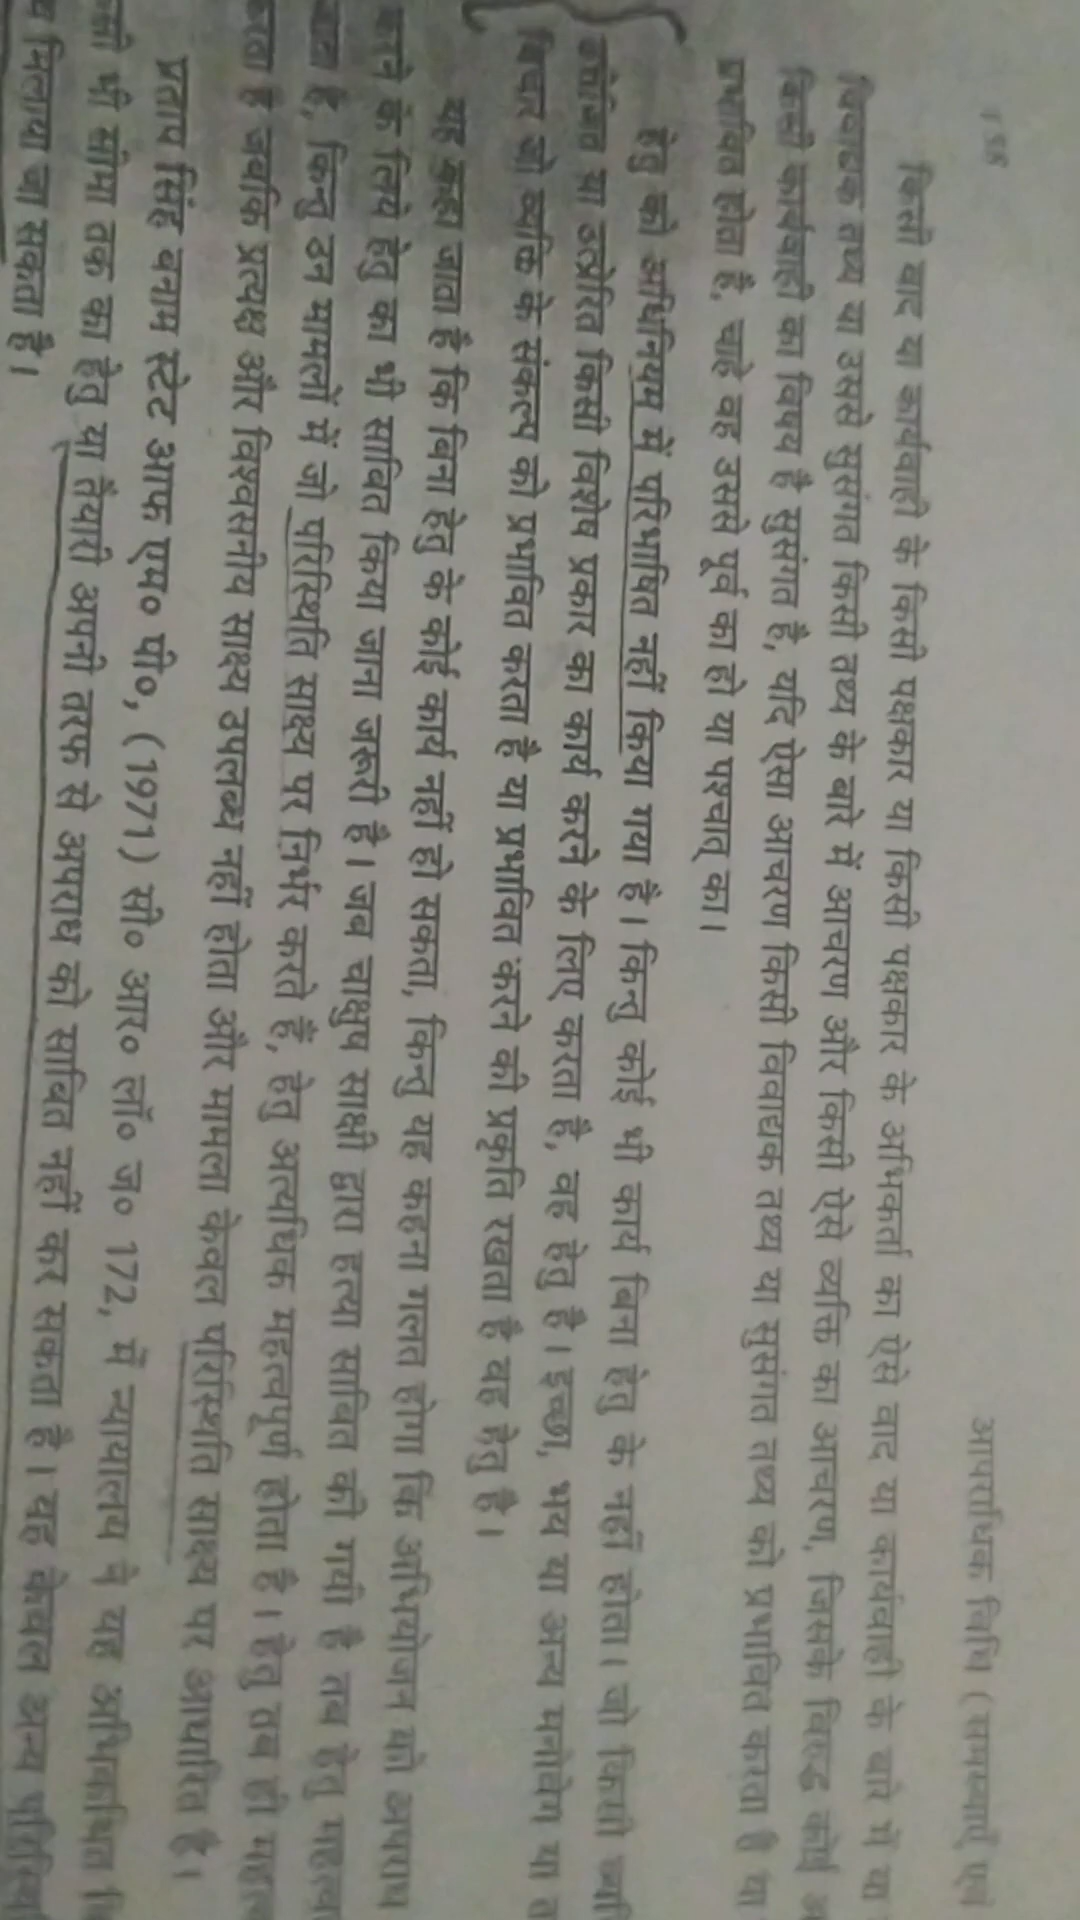 आपराधिक विधि (समस्याएँ एवं
किसी वाद या कार्यवाही के किसी पक्षकार या किसी पक्षकार के अभिकर्ता का ऐसे वाद या कार्यवाही के बारे में या
विवाद्यक तथ्य या उससे सुसंगत किसी तथ्य के बारे में आचरण और किसी ऐसे व्यक्ति का आचरण, जिसके विरुद्ध कोई
किसी कार्यवाही का विषय है सुसंगत है, यदि ऐसा आचरण किसी विवाद्यक तथ्य या सुसंगत तथ्य को प्रभावित करता है या
प्रभावित होता है, चाहे वह उससे पूर्व का हो या पश्चात् का।
हेतु को अधिनियम में परिभाषित नहीं किया गया है। किन्तु कोई भी कार्य बिना हेतु के नहीं होता। जो किसी
या उत्प्रेरित किसी विशेष प्रकार का कार्य करने के लिए करता है, वह हेतु है। इच्छा, भय या अन्य मनोवेग या
विचार जो व्यक्ति के संकल्प को प्रभावित करता है या प्रभावित करने की प्रकृति रखता है वह हेतु है।
यह कहा जाता है कि बिना हेतु के कोई कार्य नहीं हो सकता, किन्तु यह कहना गलत होगा कि अभियोजन को अपराध
करने के लिये हेतु का भी साबित किया जाना जरूरी है। जब चाक्षुष साक्षी द्वारा हत्या साबित की गयी है तब हेतु
है, किन्तु उन मामलों में जो परिस्थिति साक्ष्य पर निर्भर करते हैं, हेतु अत्यधिक महत्वपूर्ण होता है। हेतु तब ही
है जबकि प्रत्यक्ष और विश्वसनीय साक्ष्य उपलब्ध नहीं होता और मामला केवल परिस्थिति साक्ष्य पर आधारित है।
प्रताप सिंह बनाम स्टेट आफ एम० पी०, (1971) सी० आर० लॉ० ज० 172, में न्यायालय ने यह अभिकथित
भी सीमा तक का हेतु या तैयारी अपनी तरफ से अपराध को साबित नहीं कर सकता है। यह केवल अन्य
मिलाया जा सकता है।